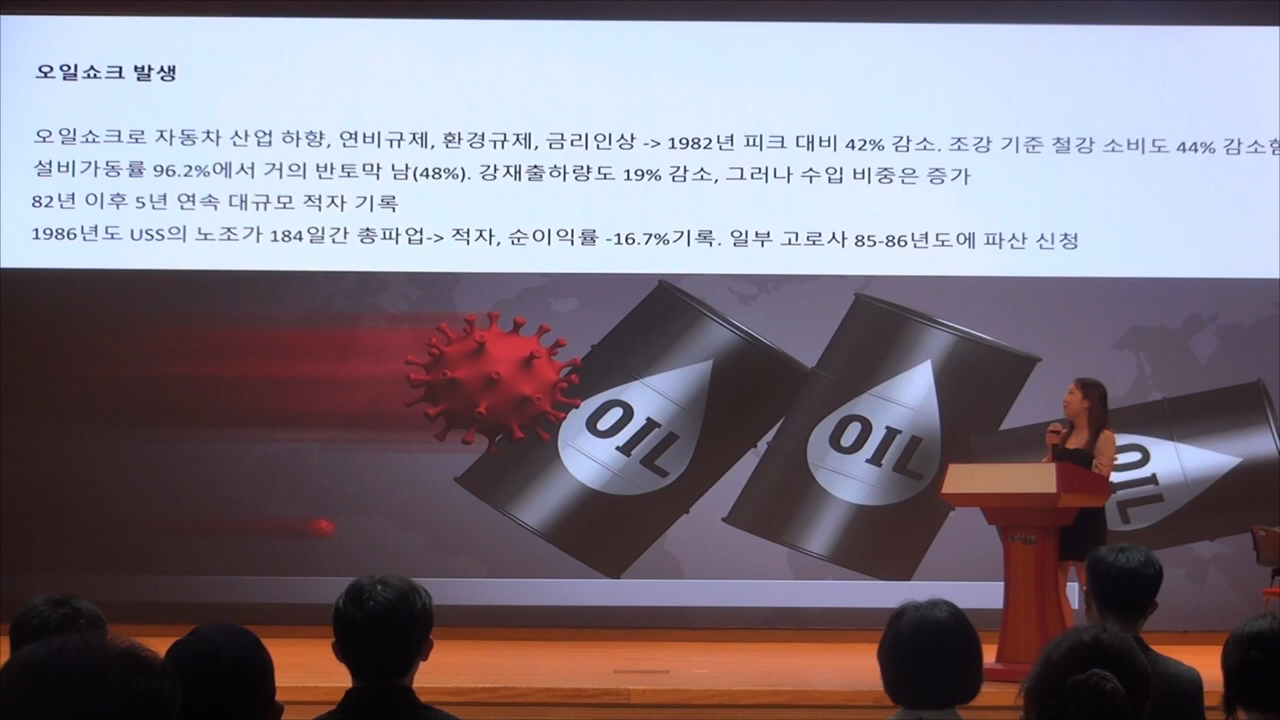 오일쇼크 발생
오일쇼크로 자동차 산업 하향, 연비규제, 환경규제, 금리인상 -> 1982년 피크 대비 42% 감소. 조강 기준 철강 소비도 44% 감소함
설비가동률 96.2%에서 거의 반토막 남(48%). 강재출하량도 19% 감소, 그러나 수입 비중은 증가
82년 이후 5년 연속 대규모 적자 기록
1986년도 USS의 노조가 184일간 총파업-> 적자, 순이익률 -16.7%기록. 일부 고로사 85-86년도에 파산 신청
OIL
OIL
OIL